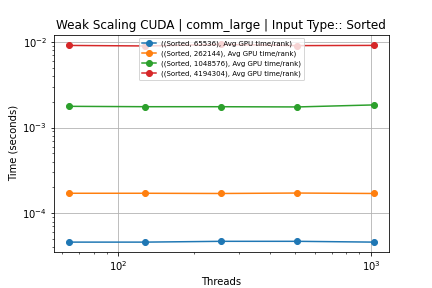 Weak Scaling CUDA | comm_large | Input Type:: Sorted
((Sorted, 65536), Avg GPU time/rank)
((Sorted, 262144), Avg GPU time/rank)
((Sorted, 1048576), Avg GPU time/rank)
((Sorted, 4194304), Avg GPU time/rank)
10⁻²
10⁻³
10⁻⁴
Time (seconds)
10² 10³
Threads